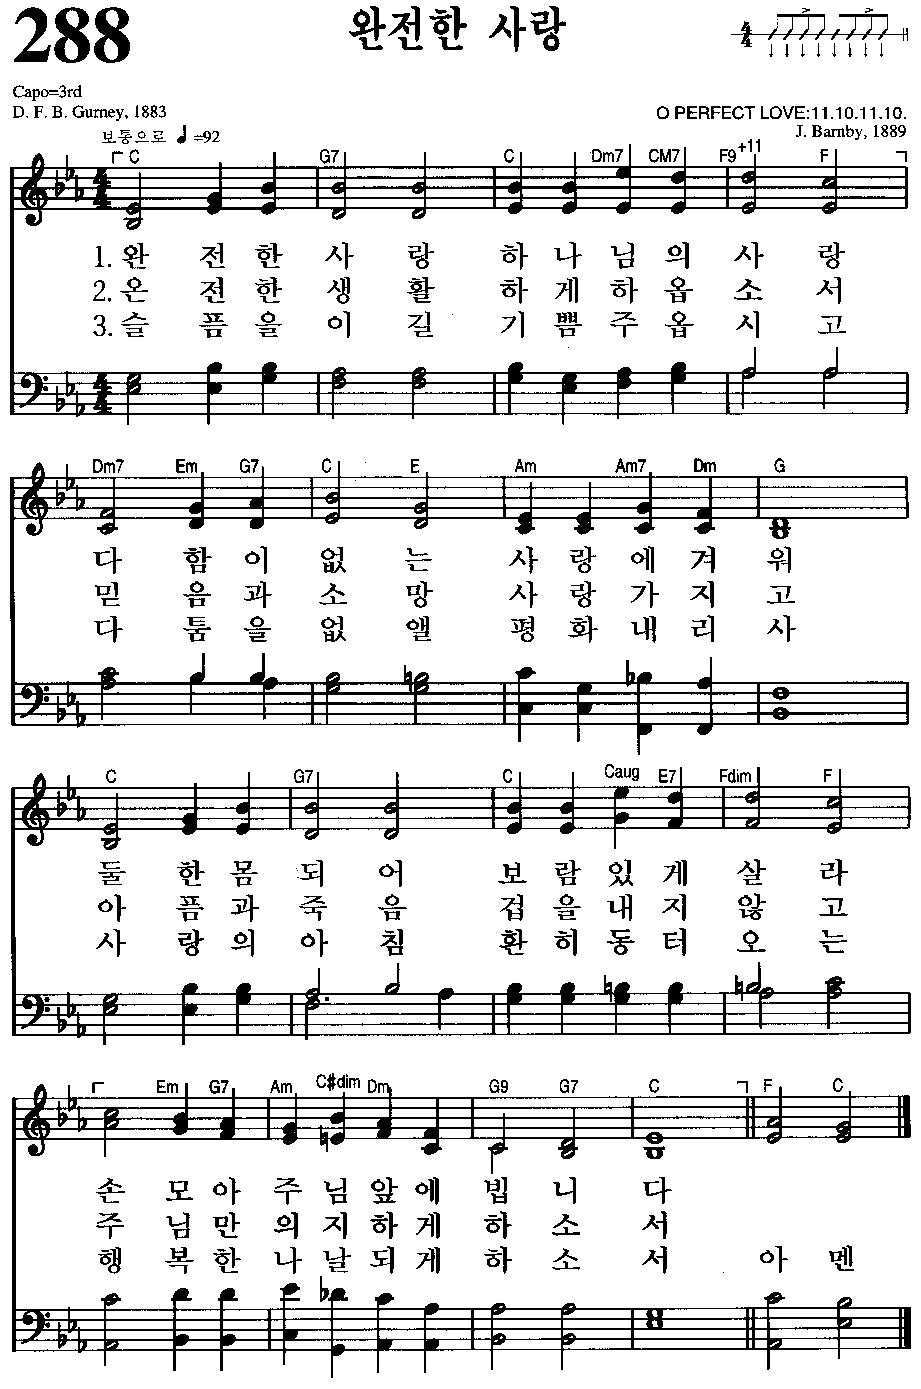 288
완전한 사랑
Capo=3rd
D. F. B. Gurney, 1883
O PERFECT LOVE:11.10.11.10.
J. Barnby, 1889
보통으로 ♩=92
C G7 C Dm7 CM7 F9+11 F
1. 완 전 한 사 랑 하 나 님 의 사 랑
2. 온 전 한 생 활 하 게 하 옵 소 서
3. 슬 픔 을 이 길 기 쁨 주 옵 시 고
Dm7 Em G7 C E Am Am7 Dm G
다 함 이 없 는 사 랑 에 겨 워
믿 음 과 소 망 사 랑 가 지 고
다 툼 을 없 앨 평 화 내 리 사
C G7 C Caug E7 Fdim F
둘 한 몸 되 어 보 람 있 게 살 라
아 픔 과 죽 음 겁 을 내 지 않 고
사 랑 의 아 침 환 히 동 터 오 는
Em G7 Am C#dim Dm G9 G7 C F C
손 모 아 주 님 앞 에 빕 니 다
주 님 만 의 지 하 게 하 소 서
행 복 한 나 날 되 게 하 소 서 아 멘